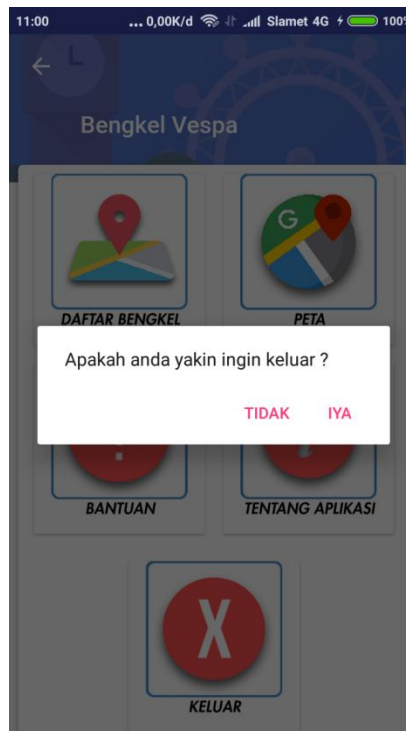 11:00 ... 0,00K/d Slamet 4G 100%
Bengkel Vespa
G
DAFTAR BENGKEL PETA
Apakah anda yakin ingin keluar ?
TIDAK IYA
BANTUAN TENTANG APLIKASI
X
KELUAR